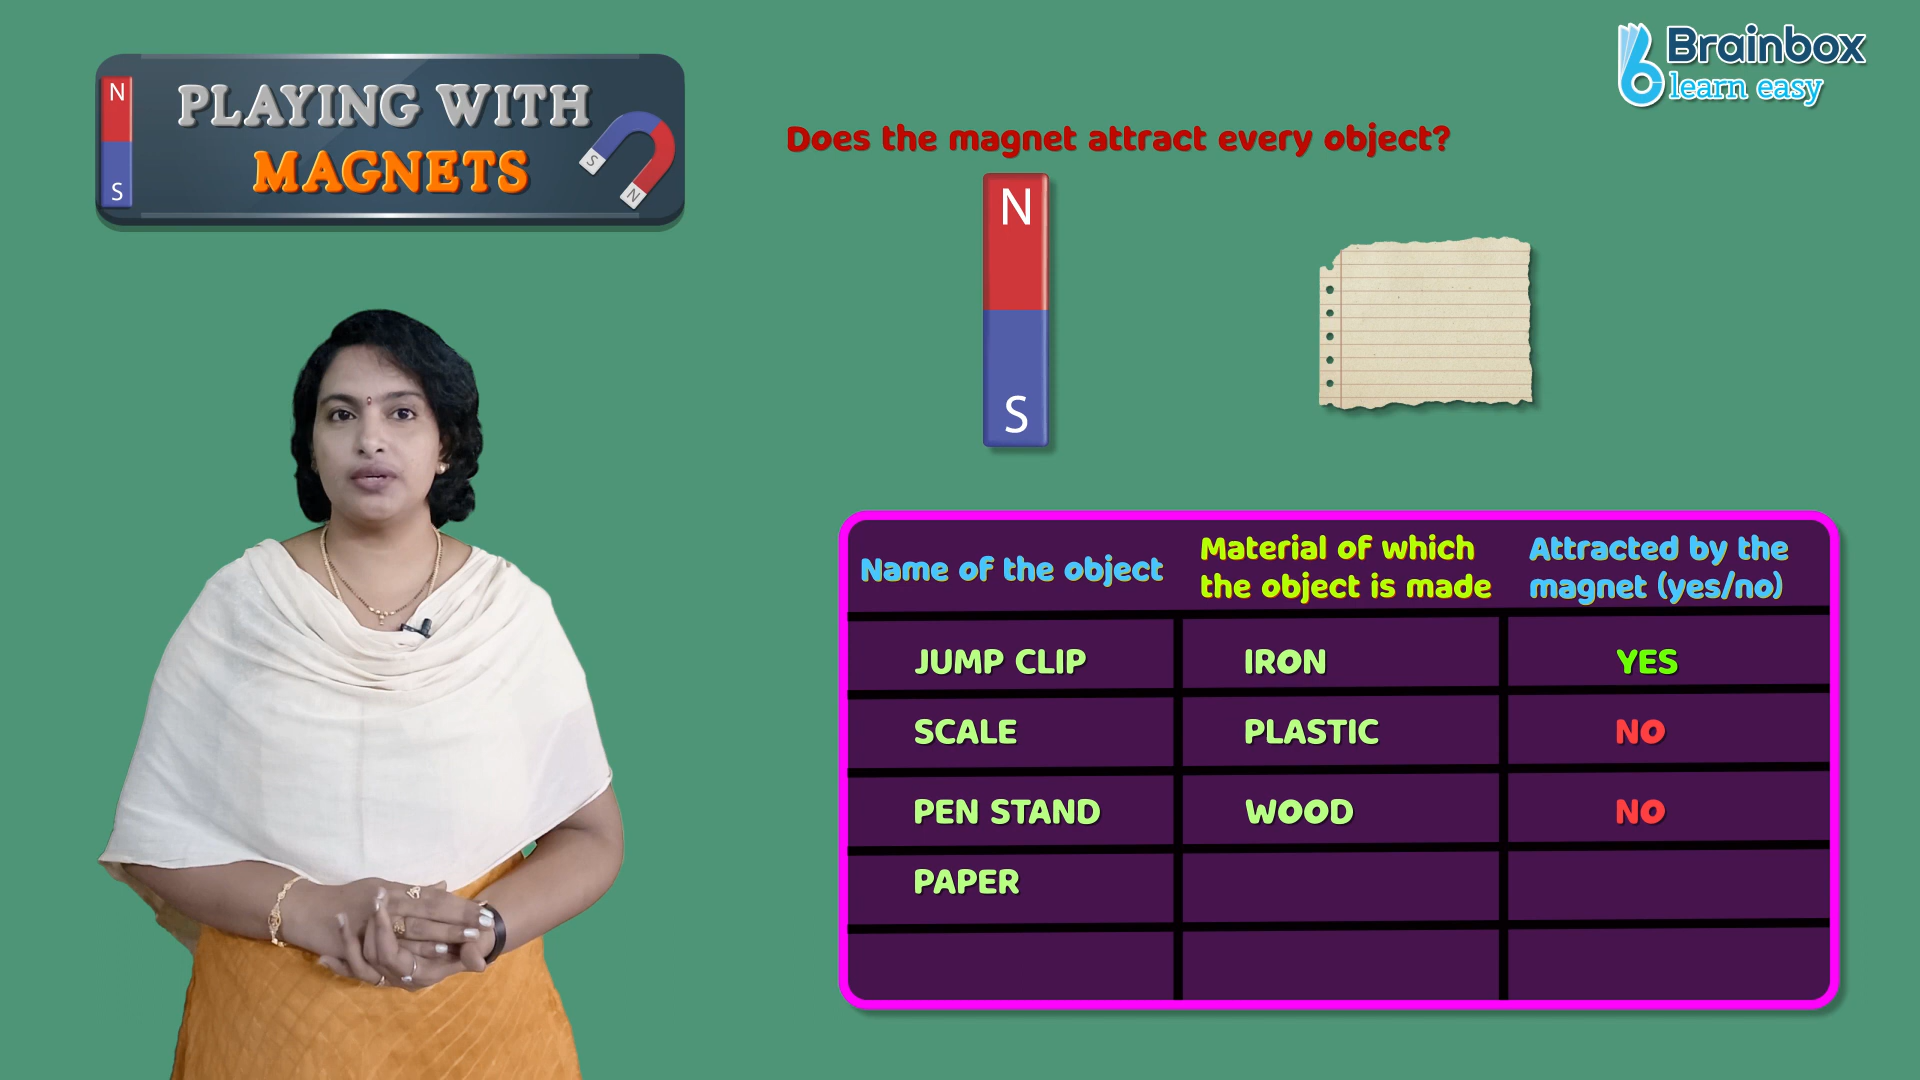 N
S
PLAYING WITH
MAGNETS
S
N
Brainbox
learn easy
Does the magnet attract every object?
N
S
Name of the object
Material of which
the object is made
Attracted by the
magnet (yes/no)
JUMP CLIP
IRON
YES
SCALE
PLASTIC
NO
PEN STAND
WOOD
NO
PAPER